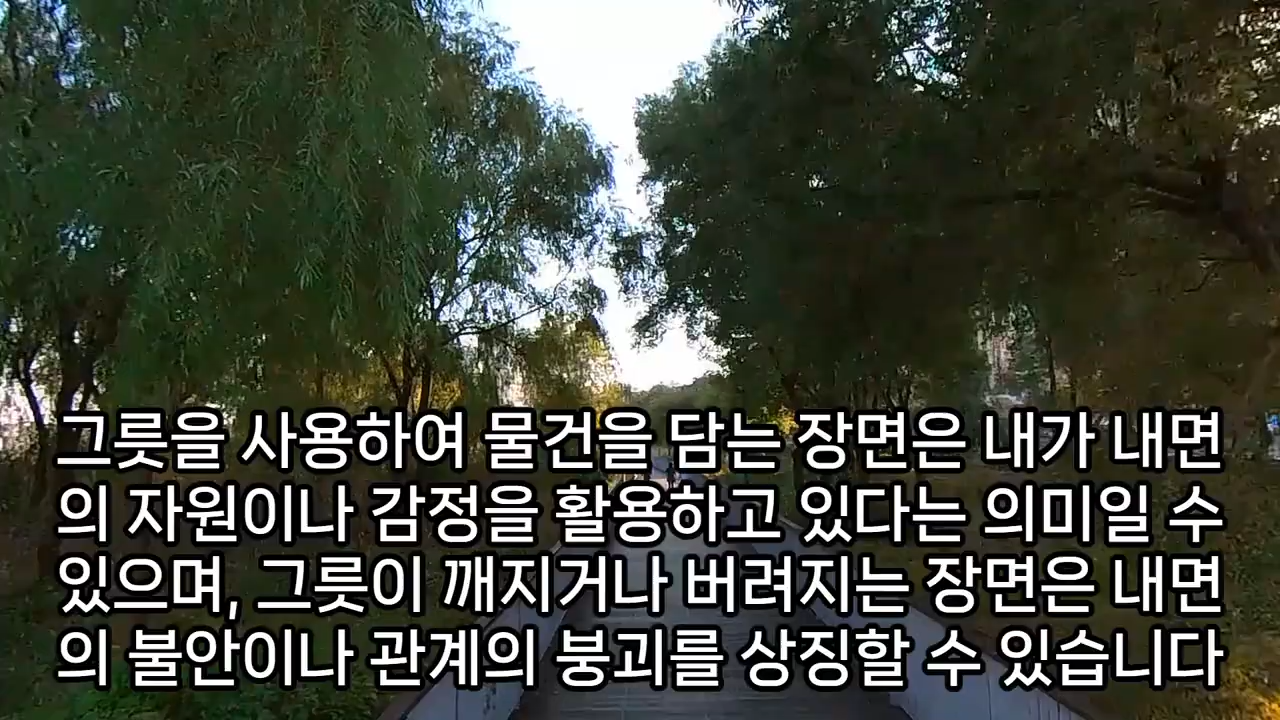 그릇을 사용하여 물건을 담는 장면은 내가 내면
의 자원이나 감정을 활용하고 있다는 의미일 수
있으며, 그릇이 깨지거나 버려지는 장면은 내면
의 불안이나 관계의 붕괴를 상징할 수 있습니다